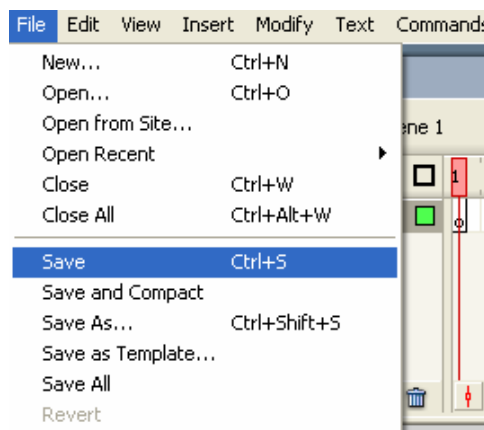 File Edit View Insert Modify Text Commands
New... Ctrl+N
Open... Ctrl+O
Open from Site...
ene 1
Open Recent
1
Close Ctrl+W
Close All Ctrl+Alt+W
Save Ctrl+S
Save and Compact
Save As... Ctrl+Shift+S
Save as Template...
Save All
Revert